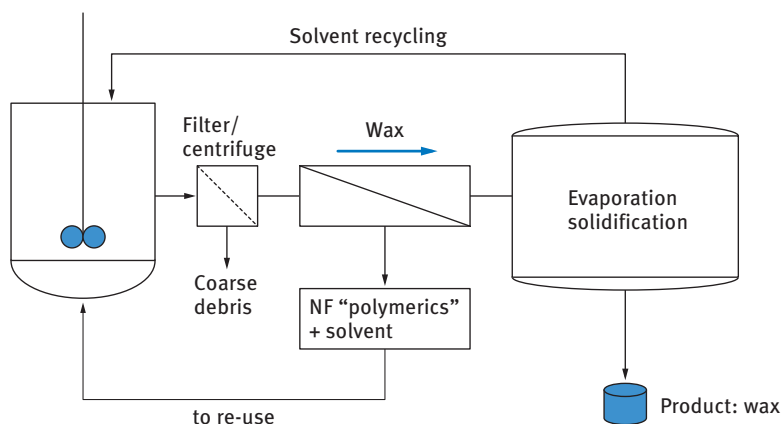 Solvent recycling
Filter/
centrifuge
Wax
Evaporation
solidification
Coarse
debris
NF “polymerics”
+ solvent
to re-use
Product: wax